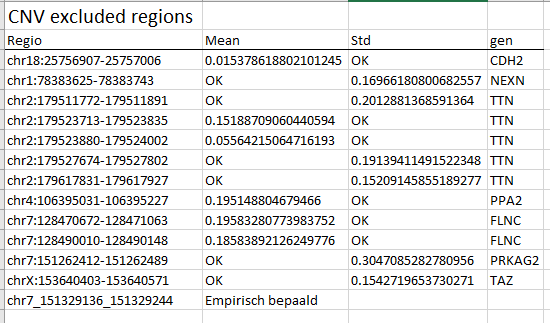 CNV excluded regions
Regio Mean Std gen
chr18:25756907-25757006 0.015378618802101245 OK CDH2
chr1:78383625-78383743 OK 0.16966180800682557 NEXN
chr2:179511772-179511891 OK 0.2012881368591364 TTN
chr2:179523713-179523835 0.15188709060440594 OK TTN
chr2:179523880-179524002 0.05564215064716193 OK TTN
chr2:179527674-179527802 OK 0.19139411491522348 TTN
chr2:179617831-179617927 OK 0.15209145855189277 TTN
chr4:106395031-106395227 0.195148804679466 OK PPA2
chr7:128470672-128471063 0.19583280773983752 OK FLNC
chr7:128490010-128490148 0.18583892126249776 OK FLNC
chr7:151262412-151262489 OK 0.3047085282780956 PRKAG2
chrX:153640403-153640571 OK 0.1542719653730271 TAZ
chr7_151329136_151329244 Empirisch bepaald